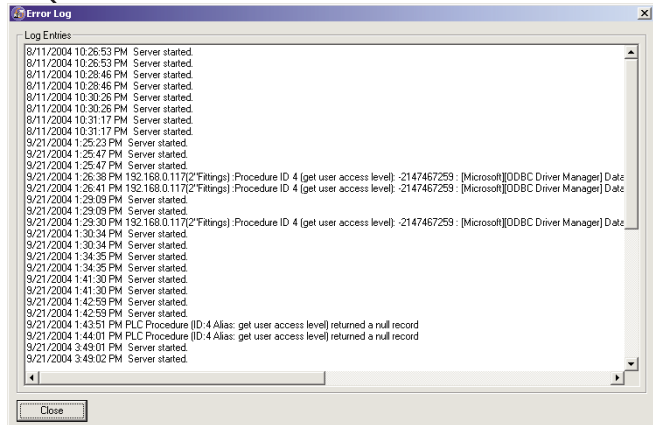 Error Log
Log Entries
8/11/2004 10:26:53 PM Server started.
8/11/2004 10:26:53 PM Server started.
8/11/2004 10:28:46 PM Server started.
8/11/2004 10:28:46 PM Server started.
8/11/2004 10:30:26 PM Server started.
8/11/2004 10:30:26 PM Server started.
8/11/2004 10:31:17 PM Server started.
8/11/2004 10:31:17 PM Server started.
9/21/2004 1:25:23 PM Server started.
9/21/2004 1:25:47 PM Server started.
9/21/2004 1:25:47 PM Server started.
9/21/2004 1:26:38 PM 192.168.0.117(2"Fittings) :Procedure ID 4 (get user access level): -2147467259 : [Microsoft][ODBC Driver Manager] Data
9/21/2004 1:26:41 PM 192.168.0.117(2"Fittings) :Procedure ID 4 (get user access level): -2147467259 : [Microsoft][ODBC Driver Manager] Data
9/21/2004 1:29:09 PM Server started.
9/21/2004 1:29:09 PM Server started.
9/21/2004 1:29:30 PM 192.168.0.117(2"Fittings) :Procedure ID 4 (get user access level): -2147467259 : [Microsoft][ODBC Driver Manager] Data
9/21/2004 1:30:34 PM Server started.
9/21/2004 1:30:34 PM Server started.
9/21/2004 1:34:35 PM Server started.
9/21/2004 1:34:35 PM Server started.
9/21/2004 1:41:30 PM Server started.
9/21/2004 1:41:30 PM Server started.
9/21/2004 1:42:59 PM Server started.
9/21/2004 1:42:59 PM Server started.
9/21/2004 1:43:51 PM PLC Procedure (ID:4 Alias: get user access level) returned a null record
9/21/2004 1:44:01 PM PLC Procedure (ID:4 Alias: get user access level) returned a null record
9/21/2004 3:49:01 PM Server started.
9/21/2004 3:49:02 PM Server started.
Close